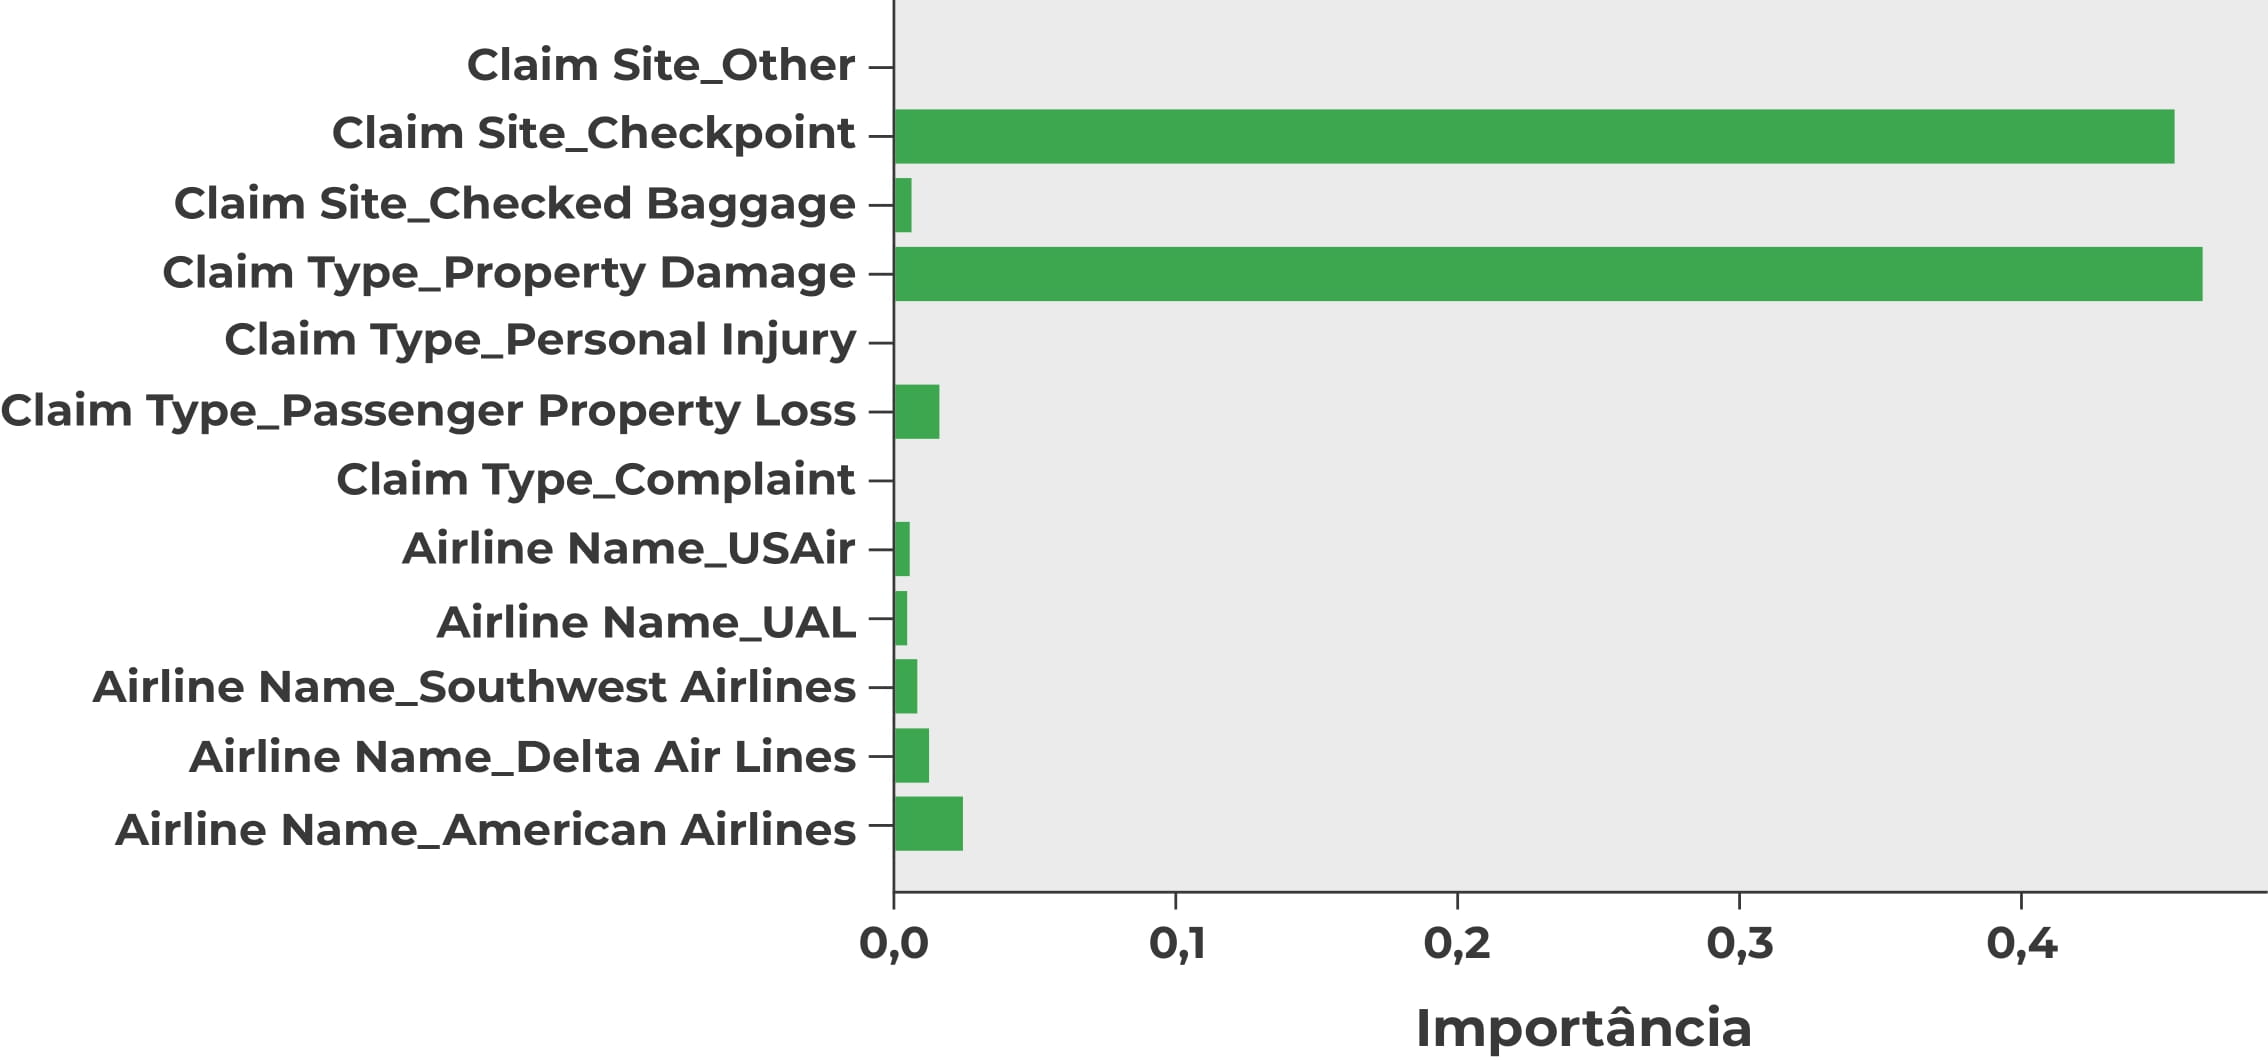 Claim Site_Other
Claim Site_Checkpoint
Claim Site_Checked Baggage
Claim Type_Property Damage
Claim Type_Personal Injury
Claim Type_Passenger Property Loss
Claim Type_Complaint
Airline Name_USAir
Airline Name_UAL
Airline Name_Southwest Airlines
Airline Name_Delta Air Lines
Airline Name_American Airlines
0,0 0,1 0,2 0,3 0,4
Importância